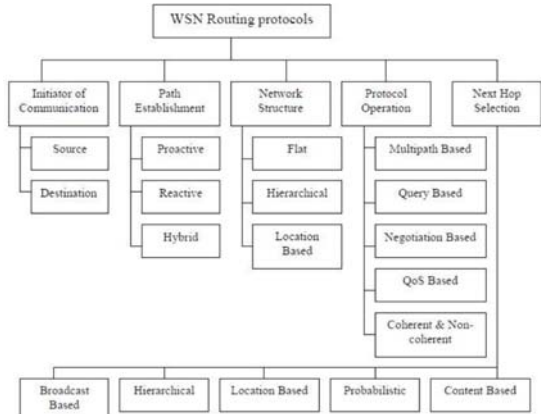 WSN Routing protocols
Initiator of
Communication
Path
Establishment
Network
Structure
Protocol
Operation
Next Hop
Selection
Source
Destination
Proactive
Reactive
Hybrid
Flat
Hierarchical
Location
Based
Multipath Based
Query Based
Negotiation Based
QoS Based
Coherent & Non-
coherent
Broadcast
Based
Hierarchical
Location Based
Probabilistic
Content Based